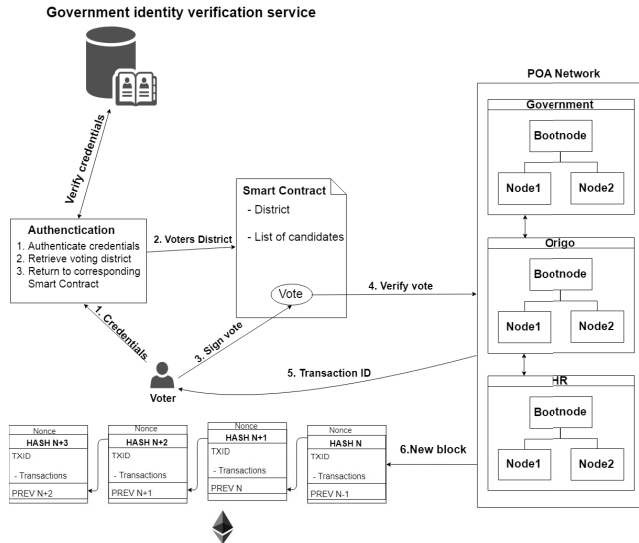 Government identity verification service
POA Network
Government
Bootnode
Node1
Node2
Verify credentials
Smart Contract
- District
- List of candidates
Vote
Authenctication
1. Authenticate credentials
2. Retrieve voting district
3. Return to corresponding
Smart Contract
2. Voters District
Origo
Bootnode
Node1
Node2
4. Verify vote
1. Credentials
3. Sign vote
Voter
5. Transaction ID
HR
Bootnode
Node1
Node2
6.New block
Nonce
HASH N+3
TXID
- Transactions
PREV N+2
Nonce
HASH N+2
TXID
- Transactions
PREV N+1
Nonce
HASH N+1
TXID
- Transactions
PREV N
Nonce
HASH N
TXID
- Transactions
PREV N-1